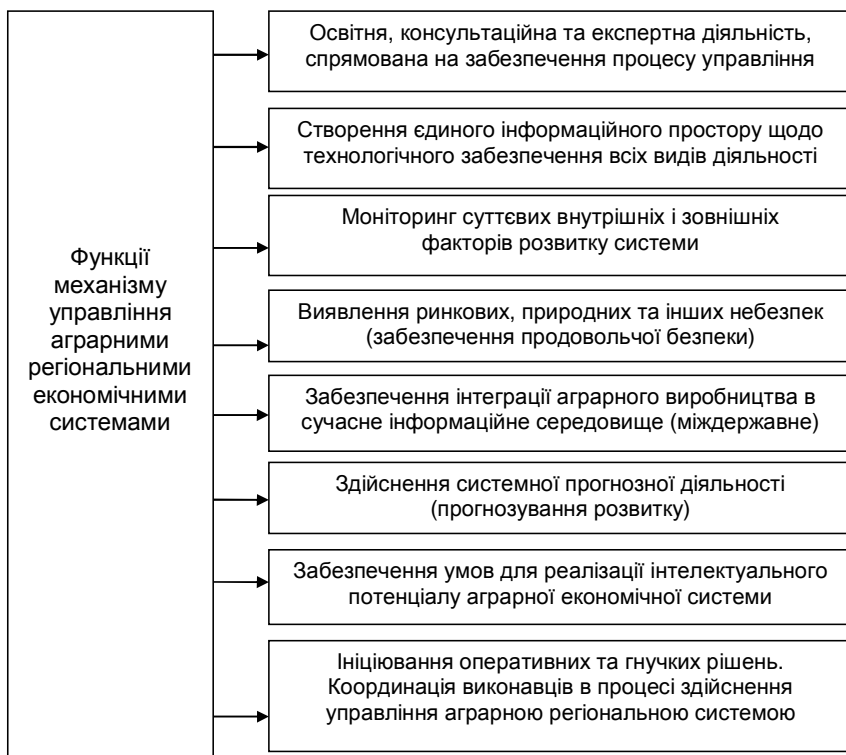 Функції
механізму
управління
аграрними
регіональними
економічними
системами
Освітня, консультаційна та експертна діяльність,
спрямована на забезпечення процесу управління
Створення єдиного інформаційного простору щодо
технологічного забезпечення всіх видів діяльності
Моніторинг суттєвих внутрішніх і зовнішніх
факторів розвитку системи
Виявлення ринкових, природних та інших небезпек
(забезпечення продовольчої безпеки)
Забезпечення інтеграції аграрного виробництва в
сучасне інформаційне середовище (міждержавне)
Здійснення системної прогнозної діяльності
(прогнозування розвитку)
Забезпечення умов для реалізації інтелектуального
потенціалу аграрної економічної системи
Ініціювання оперативних та гнучких рішень.
Координація виконавців в процесі здійснення
управління аграрною регіональною системою